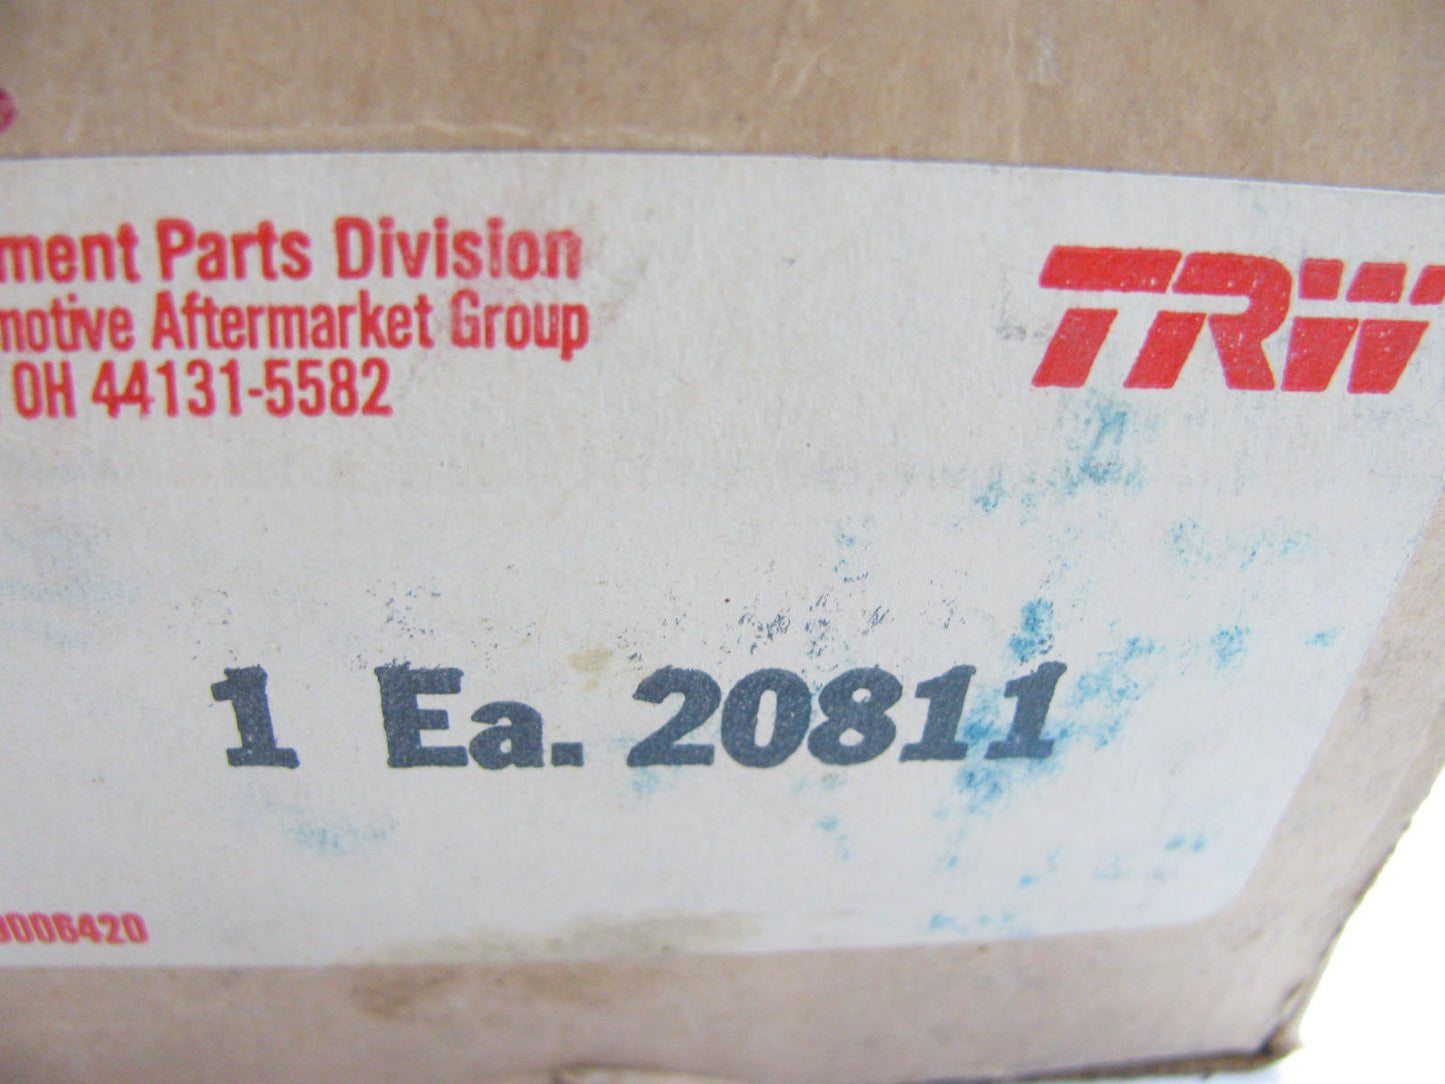 ment Parts Division
motive Aftermarket Group
OH 44131-5582
TRW
1 Ea. 20811
006420